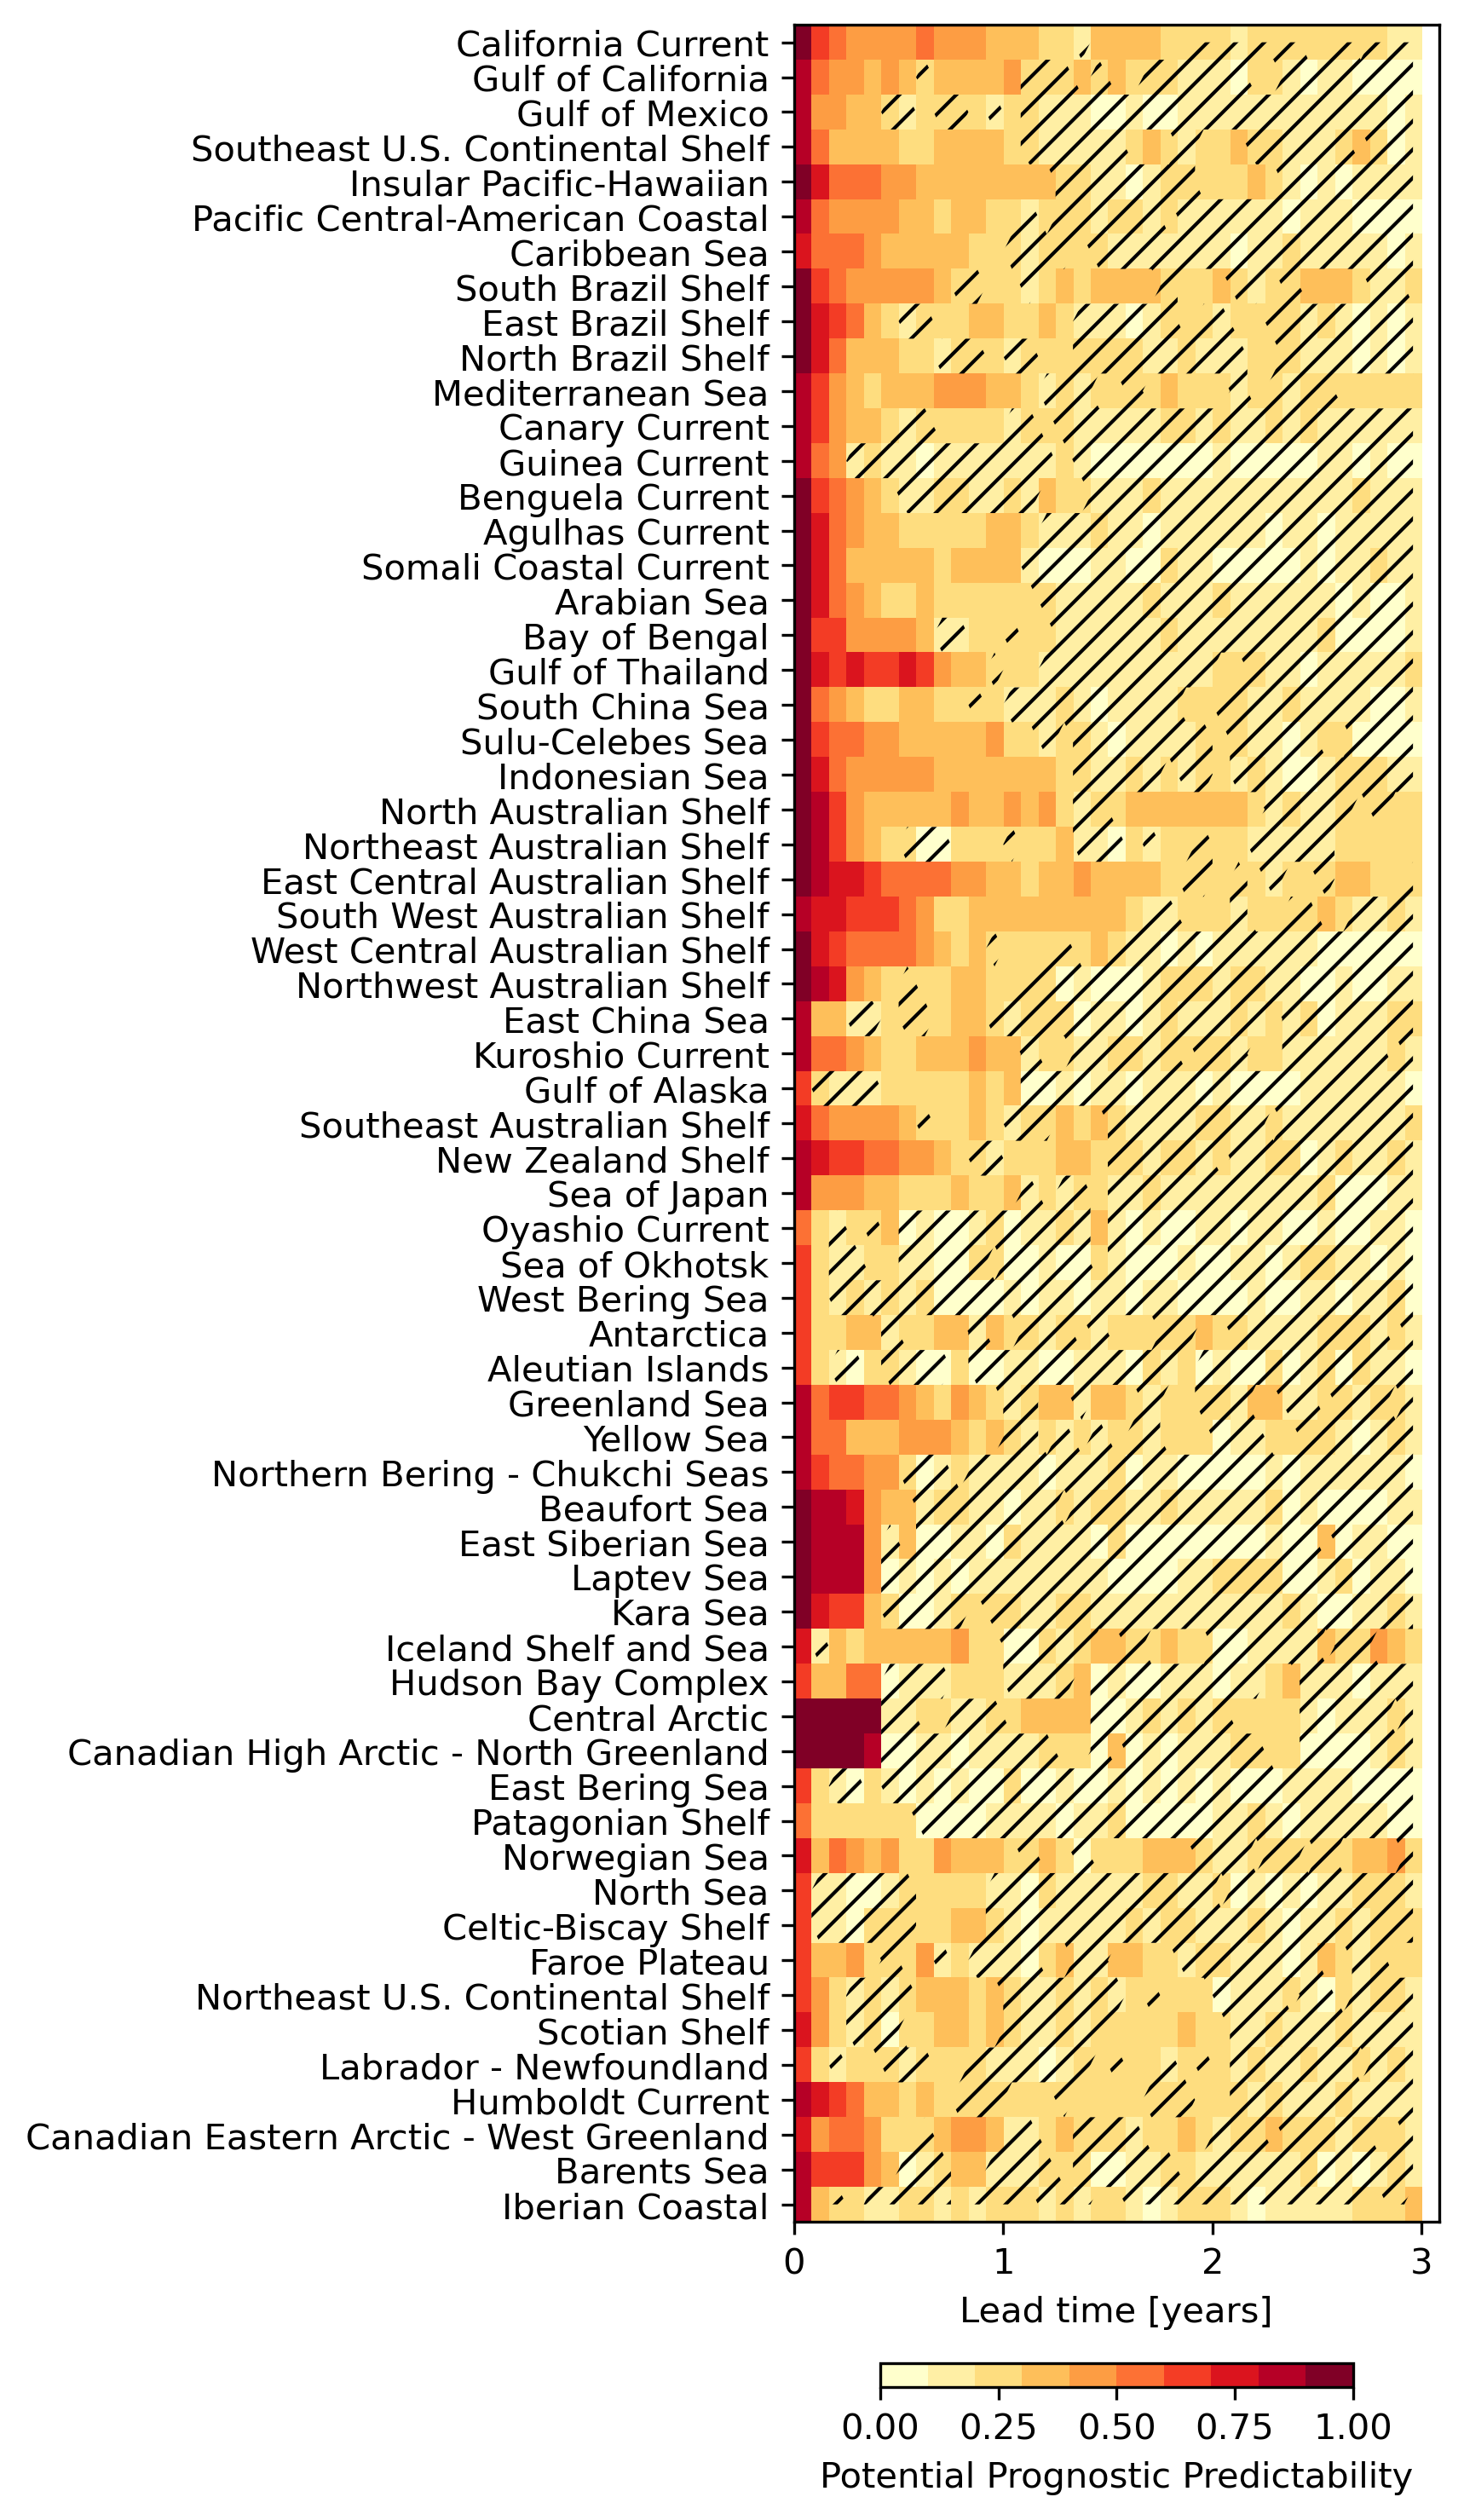 California Current
Gulf of California
Gulf of Mexico
Southeast U.S. Continental Shelf
Insular Pacific-Hawaiian
Pacific Central-American Coastal
Caribbean Sea
South Brazil Shelf
East Brazil Shelf
North Brazil Shelf
Mediterranean Sea
Canary Current
Guinea Current
Benguela Current
Agulhas Current
Somali Coastal Current
Arabian Sea
Bay of Bengal
Gulf of Thailand
South China Sea
Sulu-Celebes Sea
Indonesian Sea
North Australian Shelf
Northeast Australian Shelf
East Central Australian Shelf
South West Australian Shelf
West Central Australian Shelf
Northwest Australian Shelf
East China Sea
Kuroshio Current
Gulf of Alaska
Southeast Australian Shelf
New Zealand Shelf
Sea of Japan
Oyashio Current
Sea of Okhotsk
West Bering Sea
Antarctica
Aleutian Islands
Greenland Sea
Yellow Sea
Northern Bering - Chukchi Seas
Beaufort Sea
East Siberian Sea
Laptev Sea
Kara Sea
Iceland Shelf and Sea
Hudson Bay Complex
Central Arctic
Canadian High Arctic - North Greenland
East Bering Sea
Patagonian Shelf
Norwegian Sea
North Sea
Celtic-Biscay Shelf
Faroe Plateau
Northeast U.S. Continental Shelf
Scotian Shelf
Labrador - Newfoundland
Humboldt Current
Canadian Eastern Arctic - West Greenland
Barents Sea
Iberian Coastal
0 1 2 3
Lead time [years]
0.00 0.25 0.50 0.75 1.00
Potential Prognostic Predictability